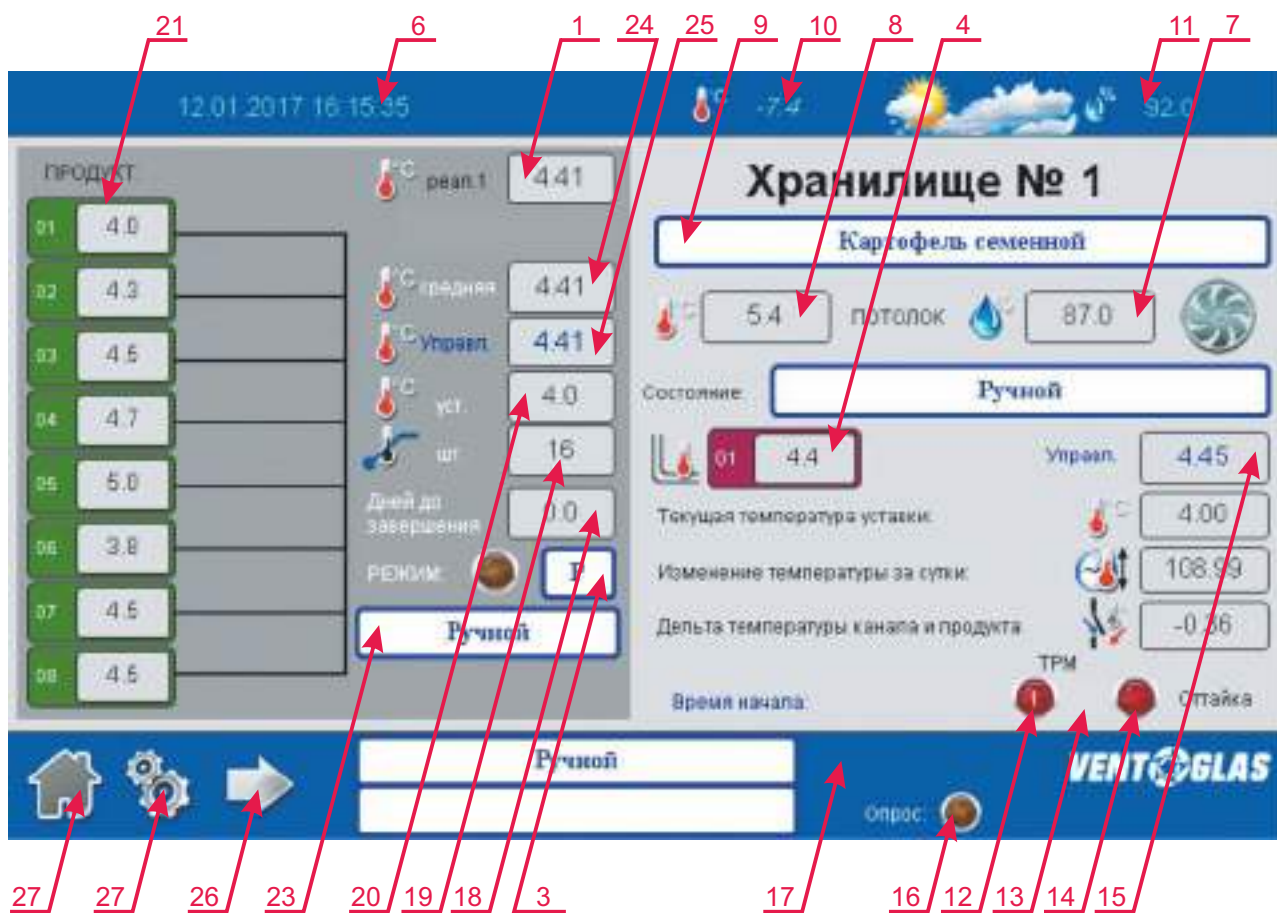 21 6 1 24 25 9 10 8 4 11 7
12.01.2017 16:15:35 °C -7.4 % 92.0
ПРОДУКТ
°C реал.1 4.41
Хранилище № 1
01 4.0
Картофель семенной
02 4.3
°C средняя 4.41
°C 5.4 ПОТОЛОК 87.0
03 4.5
°C Управл. 4.41
04 4.7
°C уст. 4.0
Состояние: Ручной
шт 16
01 4.4
Управл. 4.45
05 5.0
Дней до
завершения 0.0
Текущая температура уставки: °C 4.00
06 3.8
РЕЖИМ: Р
Изменение температуры за сутки: 108.99
07 4.5
Ручной
Дельта температуры канала и продукта -0.36
08 4.5
ТРМ
Время начала: Оттайка
Ручной
VENTOGLAS
Опрос:
27 27 26 23 20 19 18 3 17 16 12 13 14 15